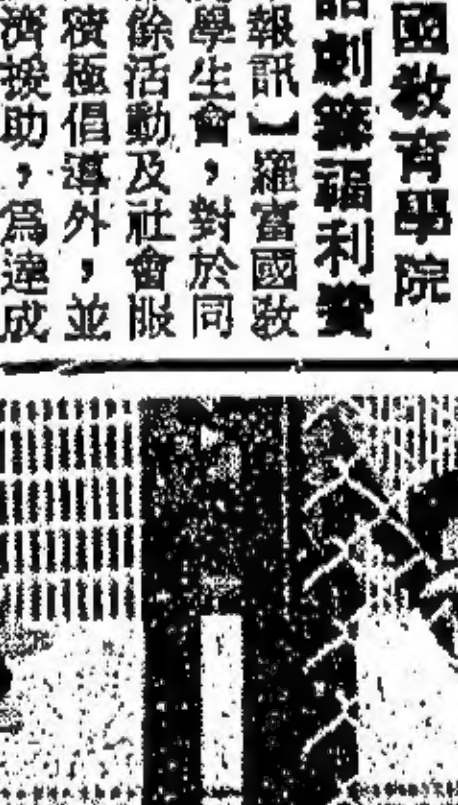 國教育學院
話劇籌福利費
報訊】羅富國教
學生會，對於同
餘活動及社會服
積極倡導外，並
濟援助，爲達成